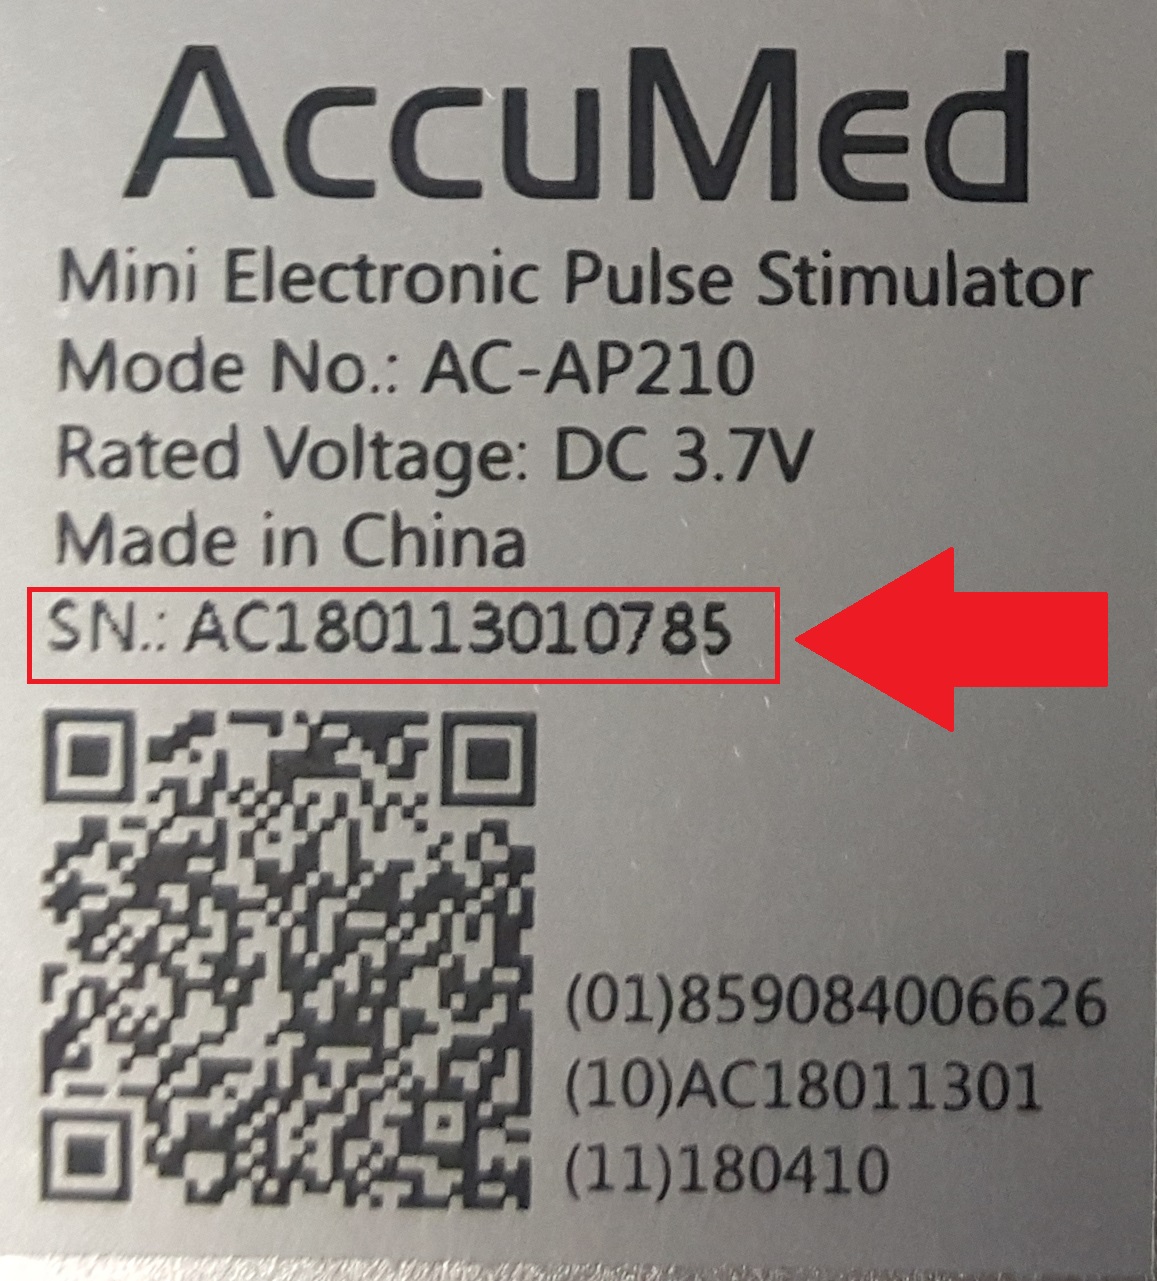 AccuMed
Mini Electronic Pulse Stimulator
Mode No.: AC-AP210
Rated Voltage: DC 3.7V
Made in China
SN.: AC180113010785
(01)859084006626
(10)AC18011301
(11)180410